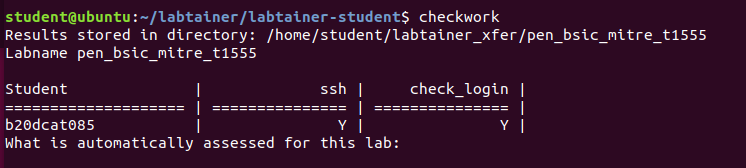 student@ubuntu:~/labtainer/labtainer-student$ checkwork
Results stored in directory: /home/student/labtainer_xfer/pen_bsic_mitre_t1555
Labname pen_bsic_mitre_t1555
Student | ssh | check_login |
==================== | =============== | =============== |
b20dcat085 | Y | Y |
What is automatically assessed for this lab: